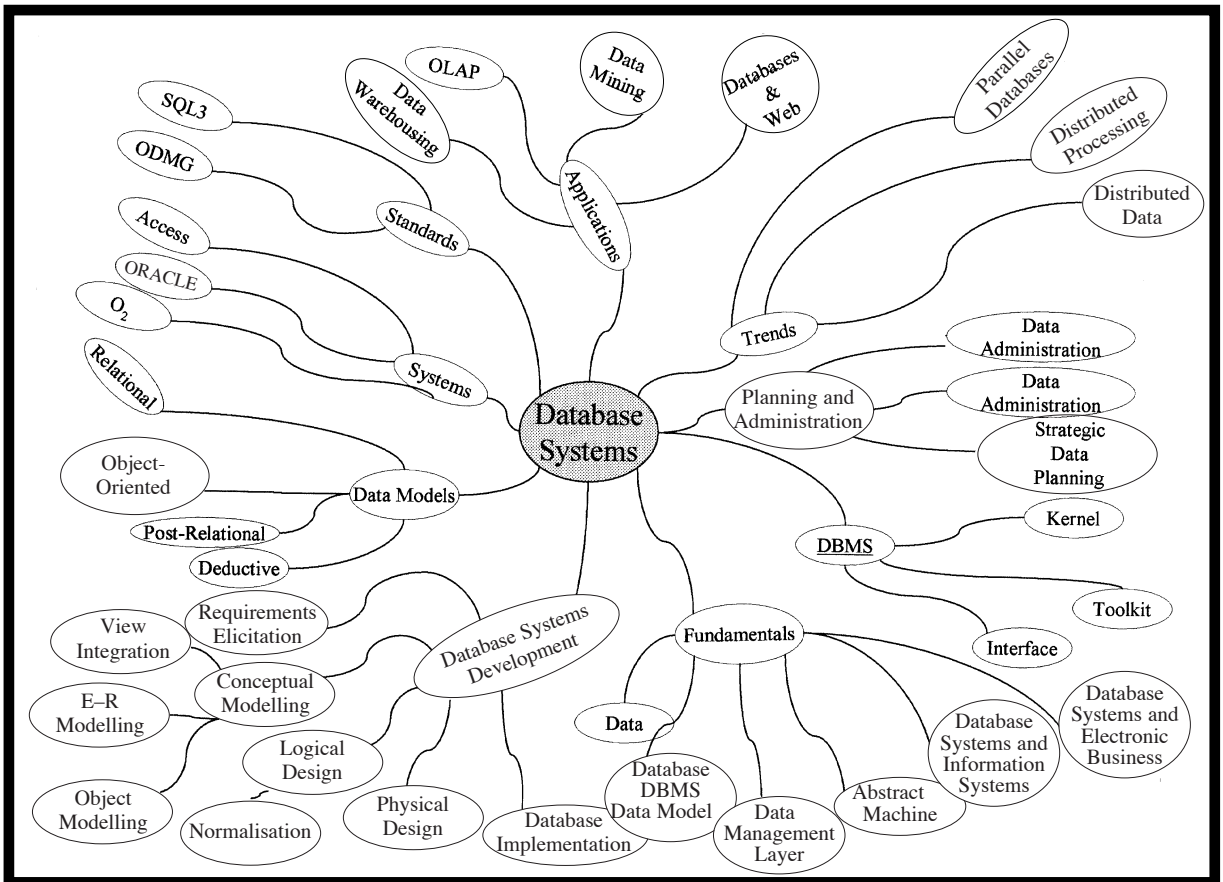 OLAP
Data
Mining
Databases
&
Web
Parallel
Databases
Distributed
Processing
Distributed
Data
Data
Warehousing
SQL3
ODMG
Applications
Standards
Access
ORACLE
O2
Systems
Relational
Trends
Data
Administration
Planning and
Administration
Data
Administration
Strategic
Data
Planning
Database
Systems
Object-
Oriented
Data Models
Post-Relational
Deductive
Kernel
DBMS
Toolkit
Interface
Requirements
Elicitation
View
Integration
Database Systems
Development
Fundamentals
Conceptual
Modelling
E–R
Modelling
Data
Logical
Design
Object
Modelling
Normalisation
Physical
Design
Database
Implementation
Database
DBMS
Data Model
Data
Management
Layer
Abstract
Machine
Database
Systems and
Information
Systems
Database
Systems and
Electronic
Business